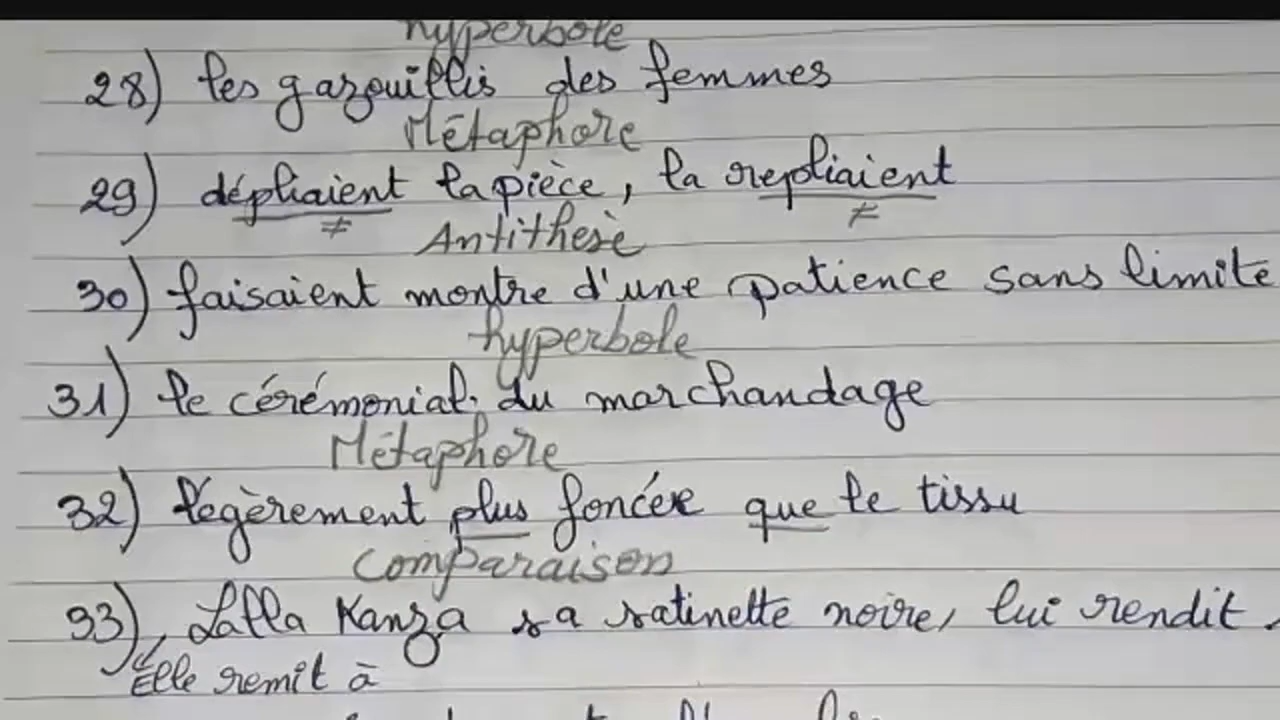 hyperbole
28) les gazouillis des femmes
Métaphore
29) dépliaient la pièce, la repliaient
≠ ≠
Antithèse
30) faisaient montre d'une patience sans limite
hyperbole
31) le cérémonial du marchandage
Métaphore
32) légèrement plus foncée que le tissu
comparaison
33) Lalla Kanza sa satinette noire, lui rendit
Elle remit à